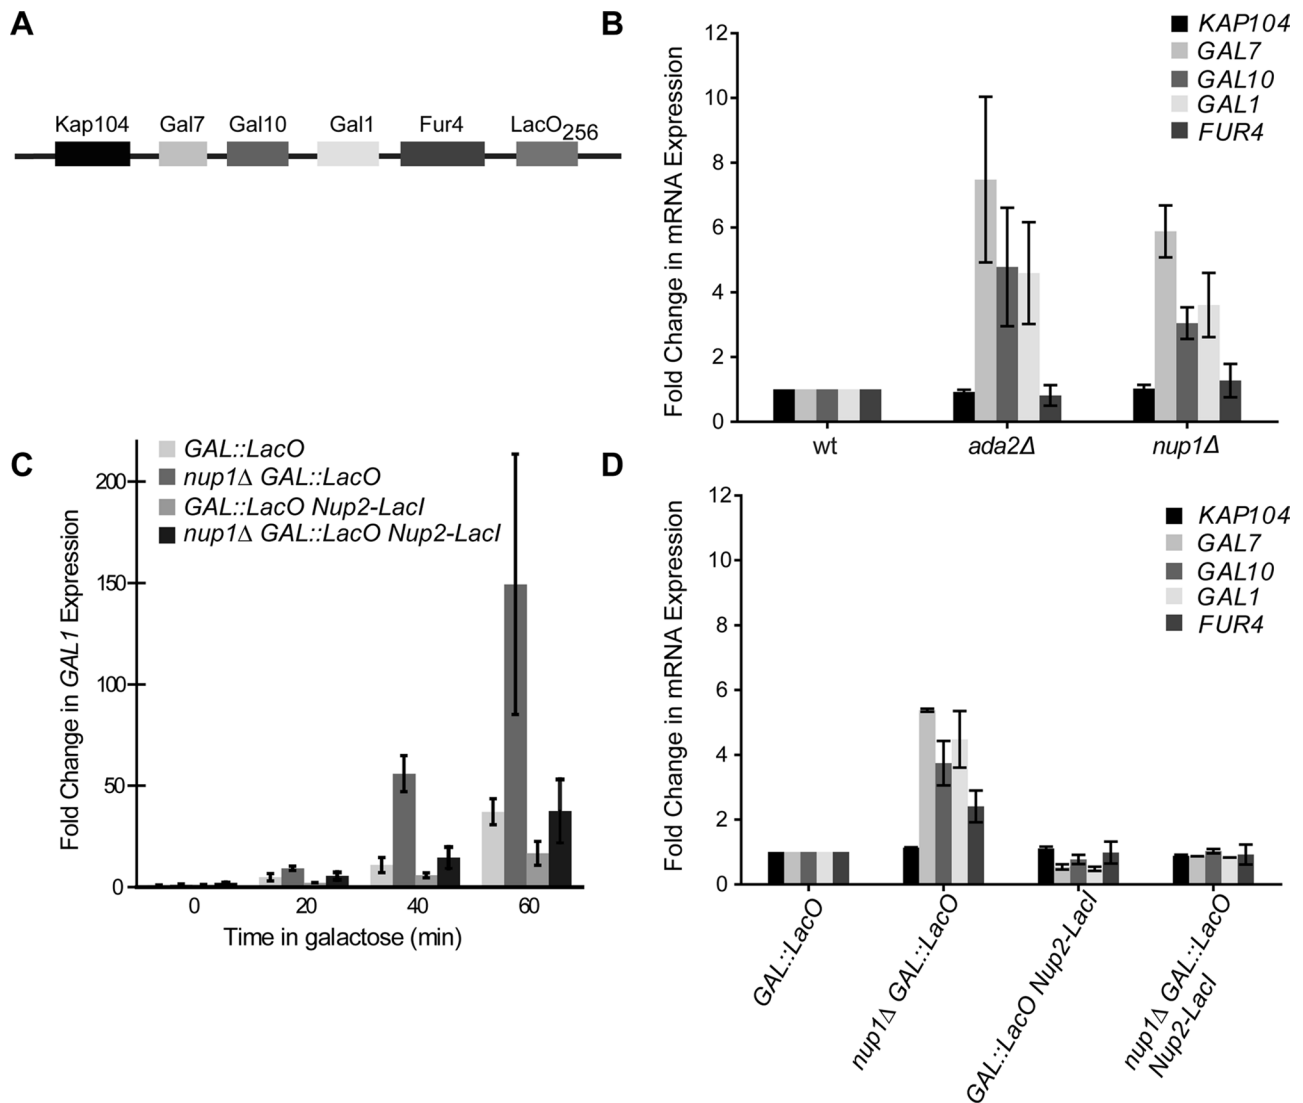 A
Kap104 Gal7 Gal10 Gal1 Fur4 LacO256
B
KAP104
GAL7
GAL10
GAL1
FUR4
Fold Change in mRNA Expression
12
10
8
6
4
2
0
wt ada2Δ nup1Δ
C
GAL::LacO
nup1Δ GAL::LacO
GAL::LacO Nup2-LacI
nup1Δ GAL::LacO Nup2-LacI
Fold Change in GAL1 Expression
200
150
100
50
0
0 20 40 60
Time in galactose (min)
D
KAP104
GAL7
GAL10
GAL1
FUR4
Fold Change in mRNA Expression
12
10
8
6
4
2
0
GAL::LacO
nup1Δ GAL::LacO
GAL::LacO Nup2-LacI
nup1Δ GAL::LacO
Nup2-LacI